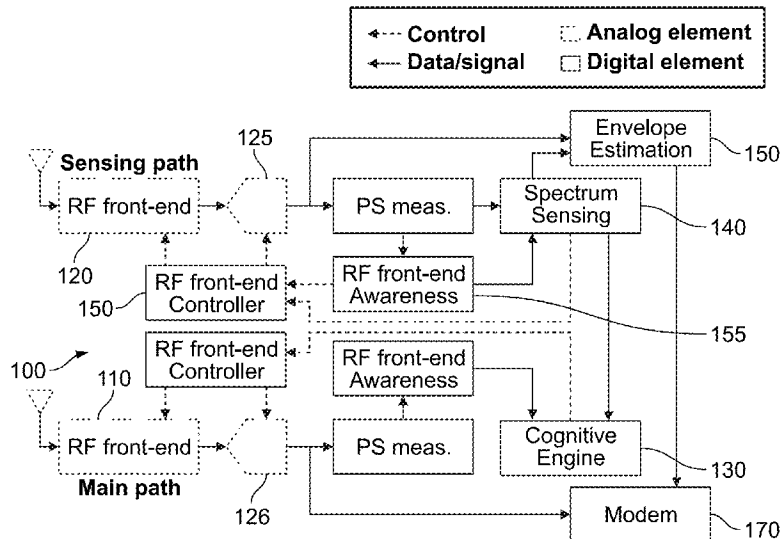 Control
Analog element
Data/signal
Digital element
125
Envelope
Estimation
150
Sensing path
RF front-end
PS meas.
Spectrum
Sensing
140
120
150
RF front-end
Controller
RF front-end
Awareness
155
100
110
RF front-end
Controller
RF front-end
Awareness
RF front-end
PS meas.
Cognitive
Engine
130
Main path
126
Modem
170